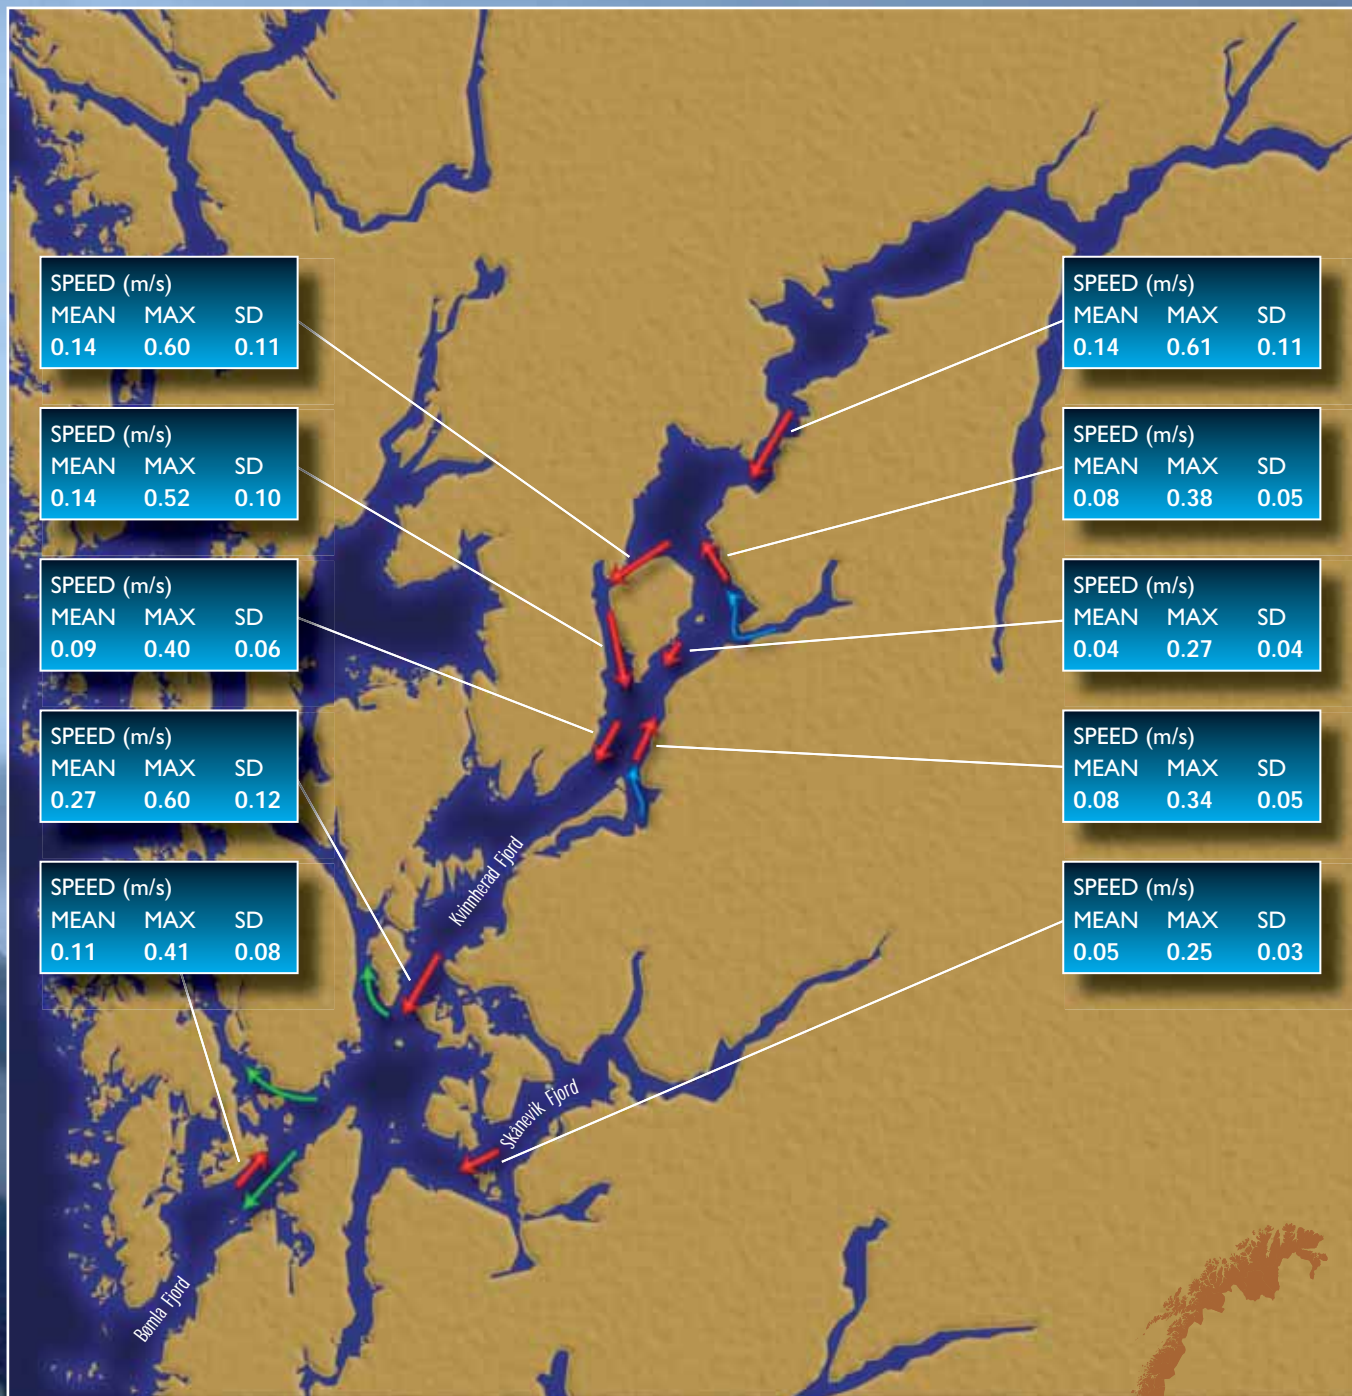 SPEED (m/s)
MEAN MAX SD
0.14 0.60 0.11
SPEED (m/s)
MEAN MAX SD
0.14 0.52 0.10
SPEED (m/s)
MEAN MAX SD
0.09 0.40 0.06
SPEED (m/s)
MEAN MAX SD
0.27 0.60 0.12
SPEED (m/s)
MEAN MAX SD
0.11 0.41 0.08
SPEED (m/s)
MEAN MAX SD
0.14 0.61 0.11
SPEED (m/s)
MEAN MAX SD
0.08 0.38 0.05
SPEED (m/s)
MEAN MAX SD
0.04 0.27 0.04
SPEED (m/s)
MEAN MAX SD
0.08 0.34 0.05
SPEED (m/s)
MEAN MAX SD
0.05 0.25 0.03
Kvinnherad Fjord
Skånevik Fjord
Bømla Fjord